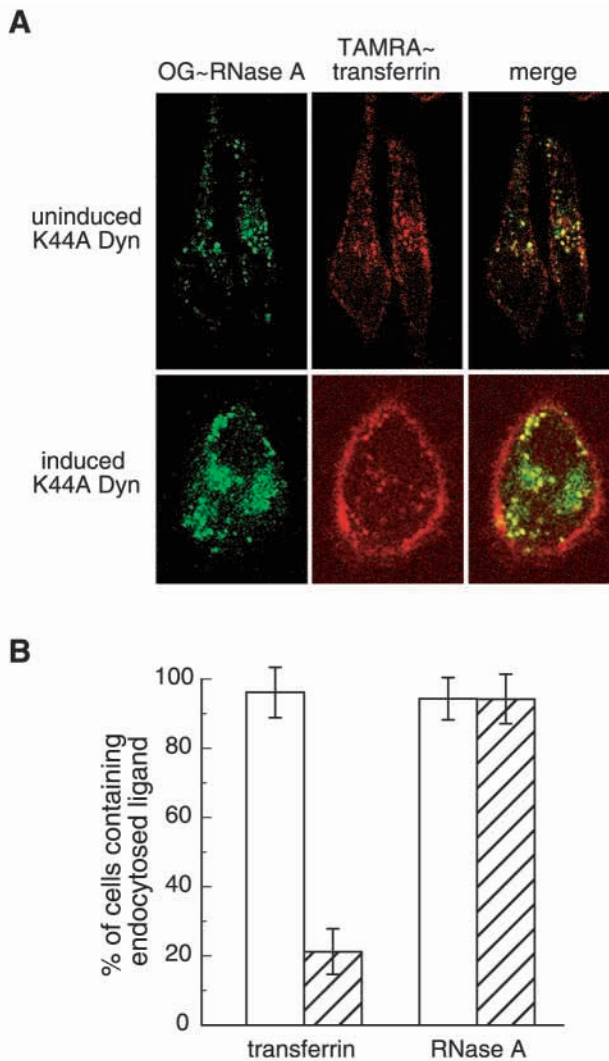 A
OG~RNase A
TAMRA~
transferrin
merge
uninduced
K44A Dyn
induced
K44A Dyn
B
% of cells containing
endocytosed ligand
100
80
60
40
20
0
transferrin
RNase A